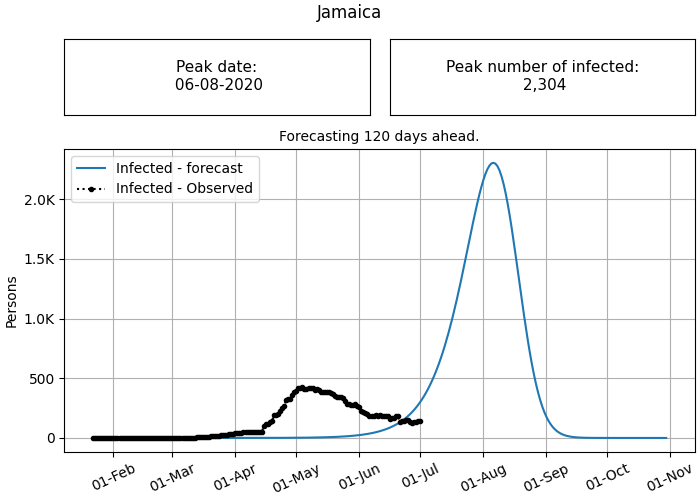 Jamaica
Peak date:
06-08-2020
Peak number of infected:
2,304
Forecasting 120 days ahead.
Infected - forecast
Infected - Observed
Persons
2.0K
1.5K
1.0K
500
0
01-Feb
01-Mar
01-Apr
01-May
01-Jun
01-Jul
01-Aug
01-Sep
01-Oct
01-Nov